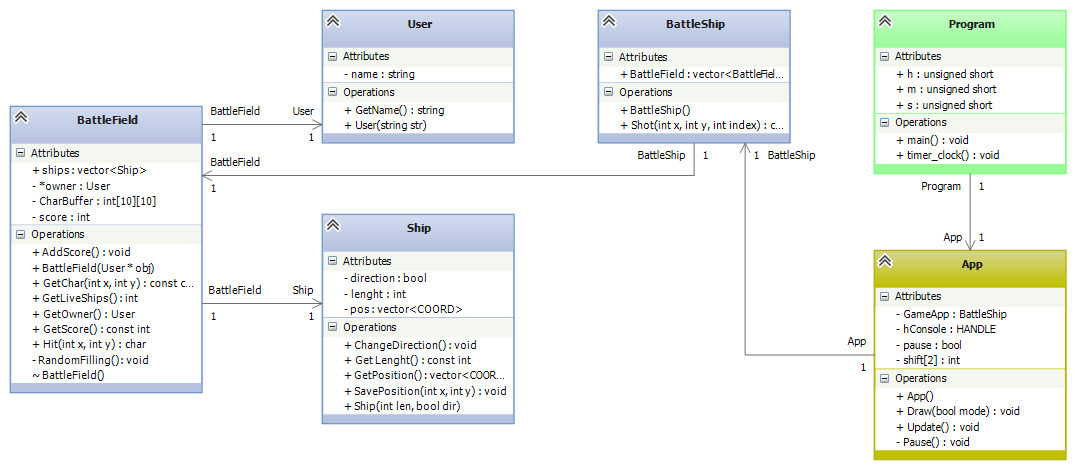 User
Attributes
- name : string
Operations
+ GetName() : string
+ User(string str)
BattleShip
Attributes
+ BattleField : vector<BattleFiel...
Operations
+ BattleShip()
+ Shot(int x, int y, int index) : c...
Program
Attributes
+ h : unsigned short
+ m : unsigned short
+ s : unsigned short
Operations
+ main() : void
+ timer_clock() : void
BattleField
Attributes
+ ships : vector<Ship>
- *owner : User
- CharBuffer : int[10][10]
- score : int
Operations
+ AddScore() : void
+ BattleField(User * obj)
+ GetChar(int x, int y) : const c...
+ GetLiveShips() : int
+ GetOwner() : User
+ GetScore() : const int
+ Hit(int x, int y) : char
- RandomFilling() : void
~ BattleField()
BattleField User
1 1
BattleField
1
BattleShip 1
1 BattleShip
Program 1
App 1
BattleField Ship
1 1
App
1
Ship
Attributes
- direction : bool
- lenght : int
- pos : vector<COORD>
Operations
+ ChangeDirection() : void
+ Get Lenght() : const int
+ GetPosition() : vector<COOR...
+ SavePosition(int x, int y) : void
+ Ship(int len, bool dir)
App
Attributes
- GameApp : BattleShip
- hConsole : HANDLE
- pause : bool
- shift[2] : int
Operations
+ App()
+ Draw(bool mode) : void
+ Update() : void
- Pause() : void